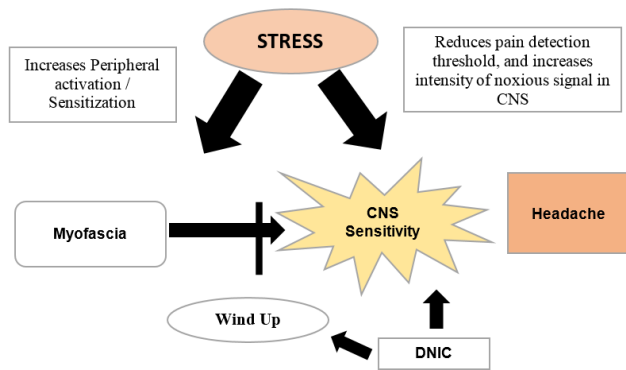 STRESS
Increases Peripheral
activation /
Sensitization
Reduces pain detection
threshold, and increases
intensity of noxious signal in
CNS
Myofascia
CNS
Sensitivity
Headache
Wind Up
DNIC